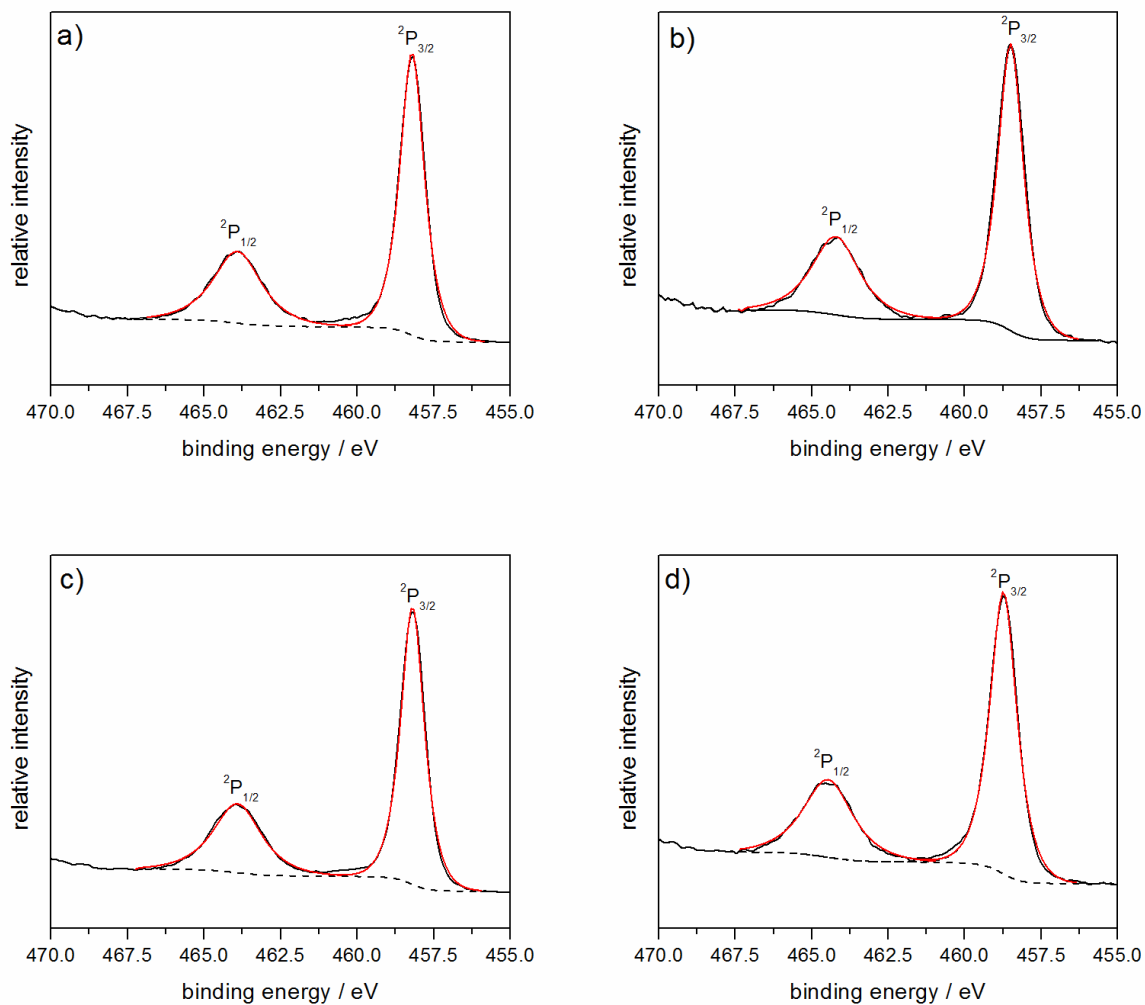 a)
²P₃/₂
²P₁/₂
relative intensity
470.0 467.5 465.0 462.5 460.0 457.5 455.0
binding energy / eV
b)
²P₃/₂
²P₁/₂
relative intensity
470.0 467.5 465.0 462.5 460.0 457.5 455.0
binding energy / eV
c)
²P₃/₂
²P₁/₂
relative intensity
470.0 467.5 465.0 462.5 460.0 457.5 455.0
binding energy / eV
d)
²P₃/₂
²P₁/₂
relative intensity
470.0 467.5 465.0 462.5 460.0 457.5 455.0
binding energy / eV